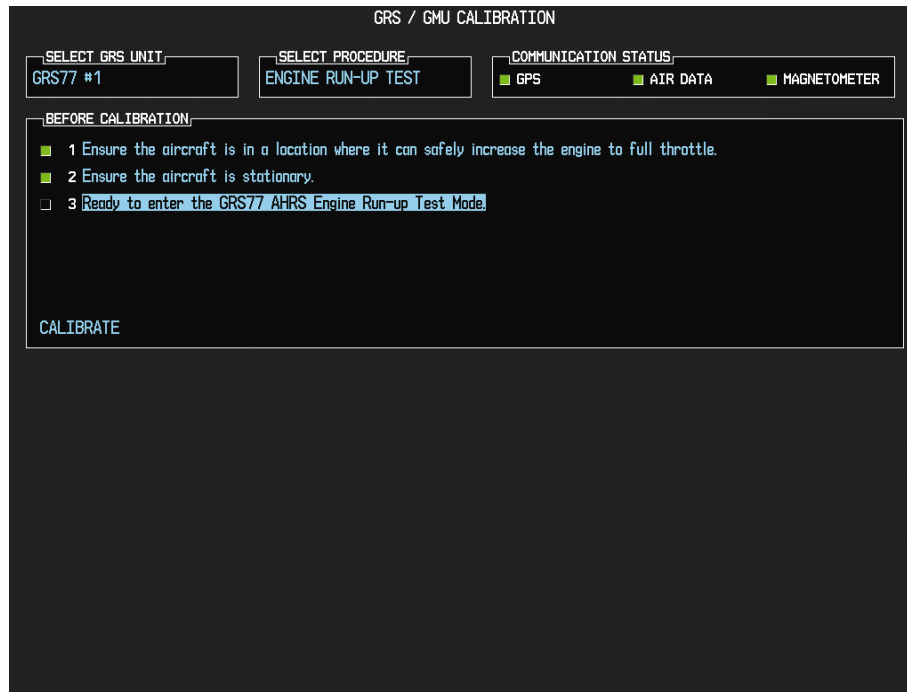 GRS / GMU CALIBRATION
SELECT GRS UNIT
GRS77 #1
SELECT PROCEDURE
ENGINE RUN-UP TEST
COMMUNICATION STATUS
GPS AIR DATA MAGNETOMETER
BEFORE CALIBRATION
1 Ensure the aircraft is in a location where it can safely increase the engine to full throttle.
2 Ensure the aircraft is stationary.
3 Ready to enter the GRS77 AHRS Engine Run-up Test Mode.
CALIBRATE